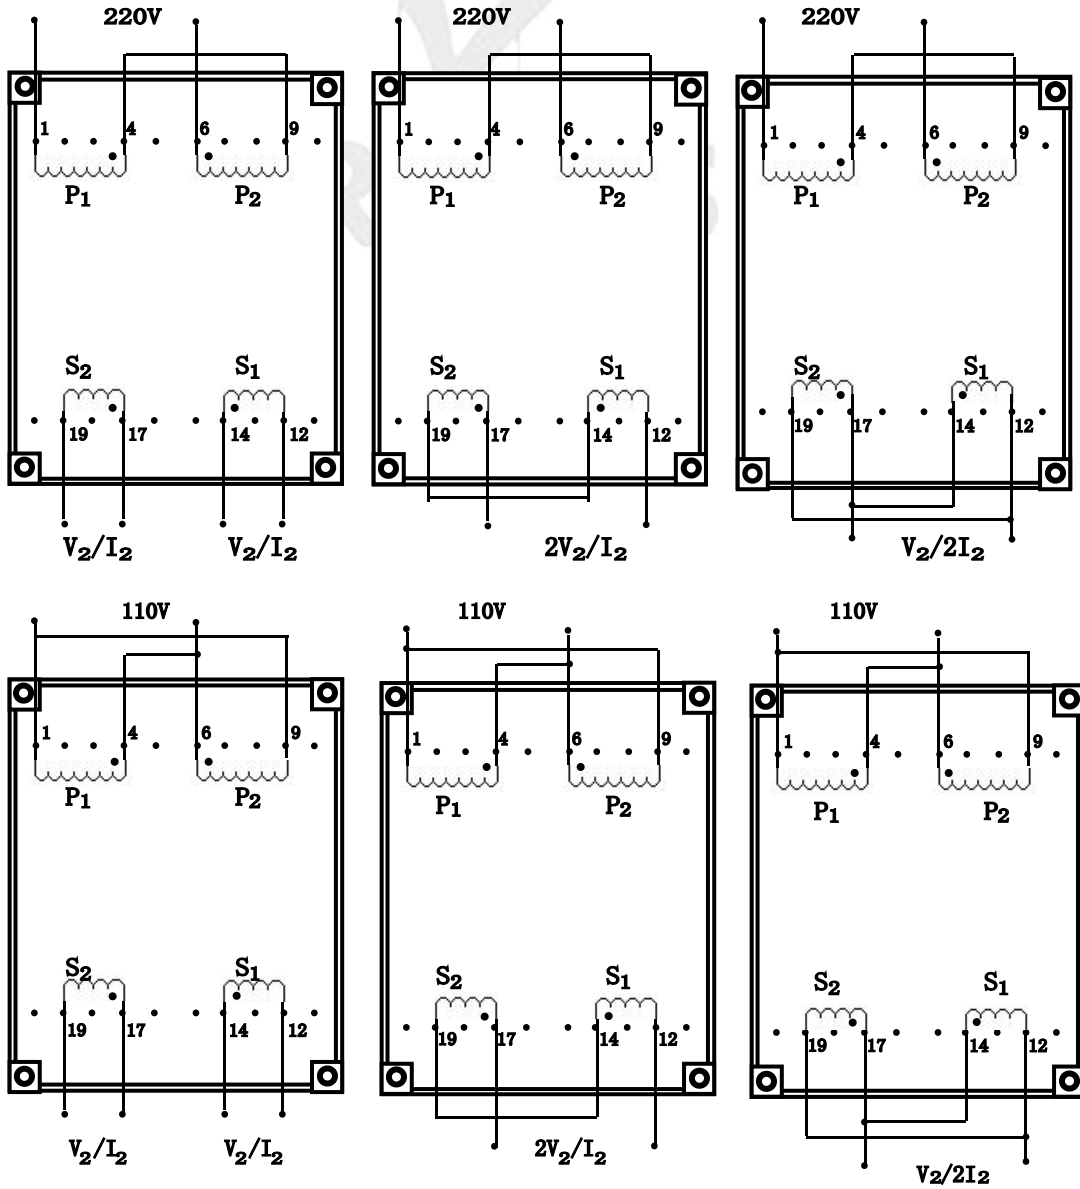 220V 220V 220V
1 4 6 9 1 4 6 9 1 4 6 9
P1 P2 P1 P2 P1 P2
S2 S1 S2 S1 S2 S1
19 17 14 12 19 17 14 12 19 17 14 12
V2/I2 V2/I2 2V2/I2 V2/2I2
110V 110V 110V
1 4 6 9 1 4 6 9 1 4 6 9
P1 P2 P1 P2 P1 P2
S2 S1 S2 S1 S2 S1
19 17 14 12 19 17 14 12 19 17 14 12
V2/I2 V2/I2 2V2/I2 V2/2I2